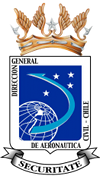 DIRECCION
GENERAL
DE AERONAUTICA
CIVIL - CHILE
SECURITATE